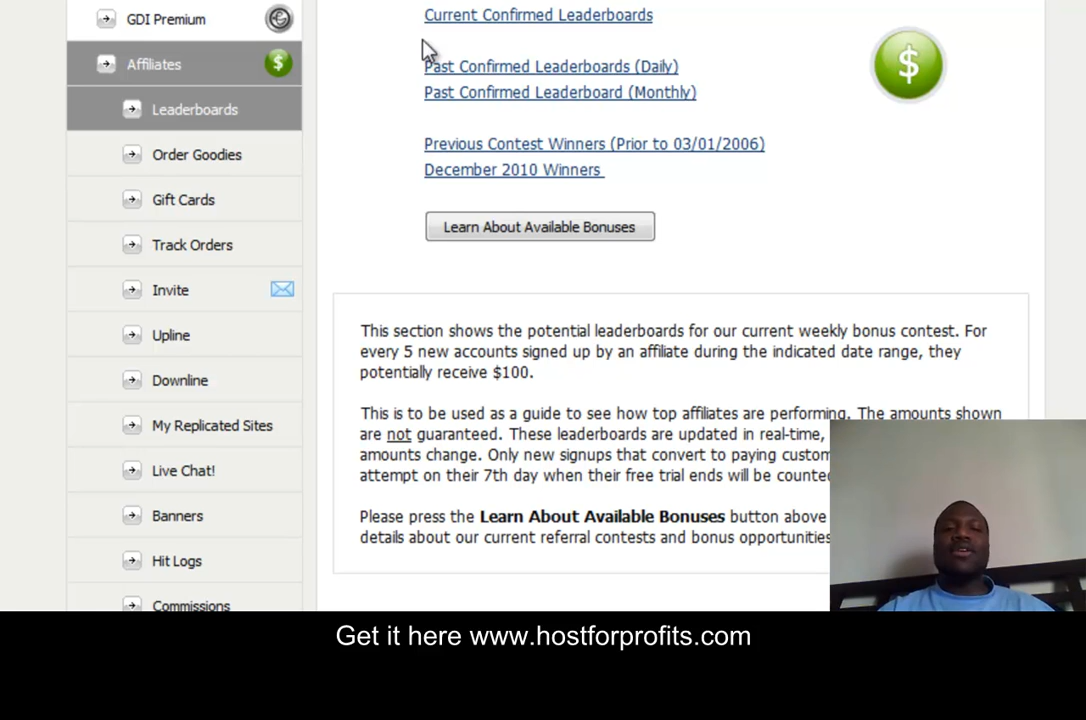 GDI Premium
Affiliates
Leaderboards
Order Goodies
Gift Cards
Track Orders
Invite
Upline
Downline
My Replicated Sites
Live Chat!
Banners
Hit Logs
Commissions
Current Confirmed Leaderboards
Past Confirmed Leaderboards (Daily)
Past Confirmed Leaderboard (Monthly)
Previous Contest Winners (Prior to 03/01/2006)
December 2010 Winners
$
$
Learn About Available Bonuses
This section shows the potential leaderboards for our current weekly bonus contest. For
every 5 new accounts signed up by an affiliate during the indicated date range, they
potentially receive $100.
This is to be used as a guide to see how top affiliates are performing. The amounts shown
are not guaranteed. These leaderboards are updated in real-time,
amounts change. Only new signups that convert to paying custom
attempt on their 7th day when their free trial ends will be counte
Please press the Learn About Available Bonuses button above
details about our current referral contests and bonus opportunities
Get it here www.hostforprofits.com